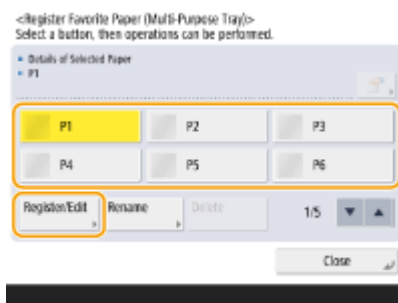 <Register Favorite Paper (Multi-Purpose Tray)>
Select a button, then operations can be performed.
Details of Selected Paper
P1
P1 P2 P3
P4 P5 P6
Register/Edit Rename Delete 1/5
Close